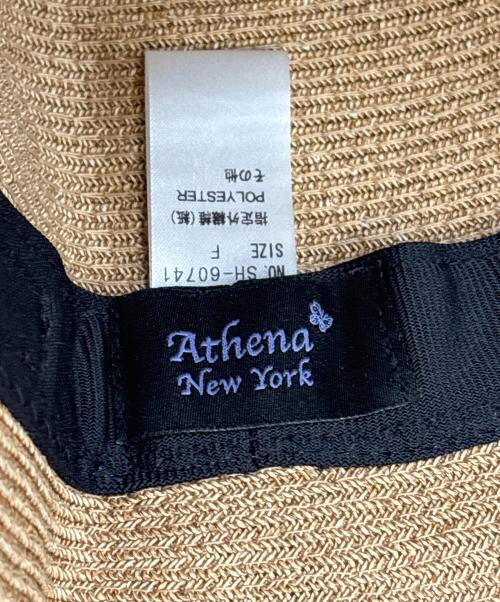 NO. SH-60741
SIZE F
指定外繊維(紙)
POLYESTER
その他
Athena
New York